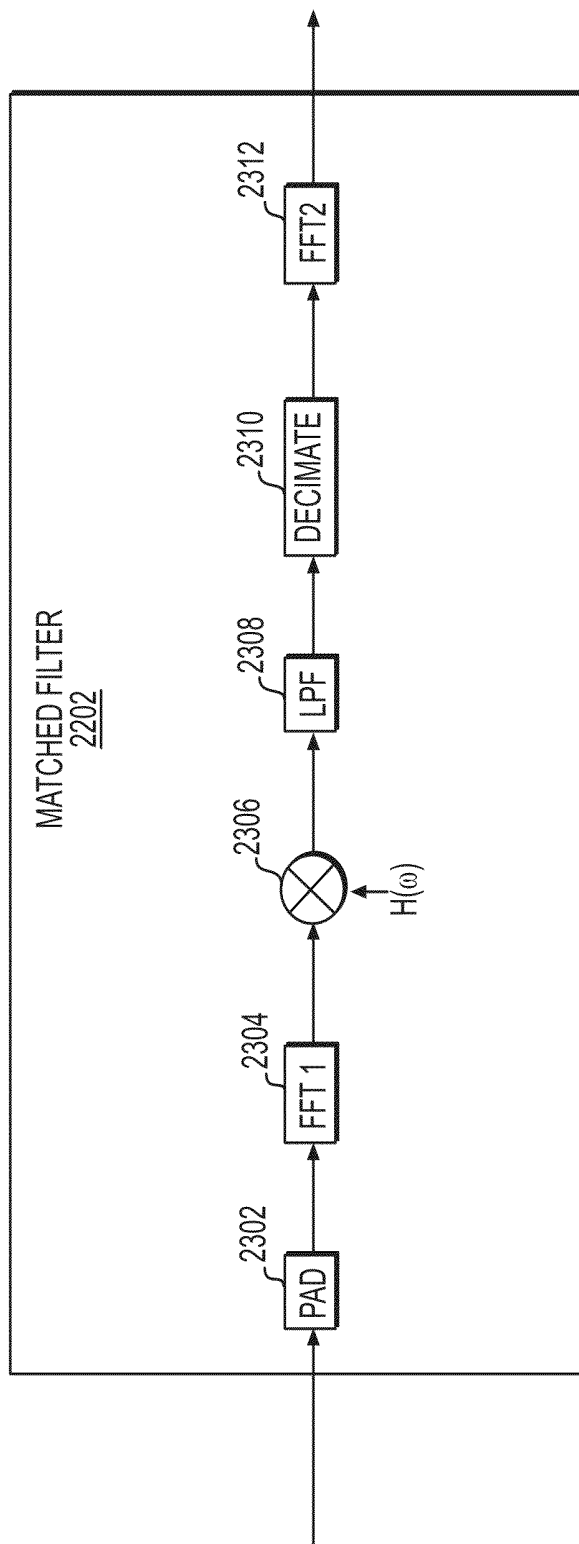 MATCHED FILTER
2202
2302
PAD
2304
FFT 1
2306
H(ω)
2308
LPF
2310
DECIMATE
2312
FFT2